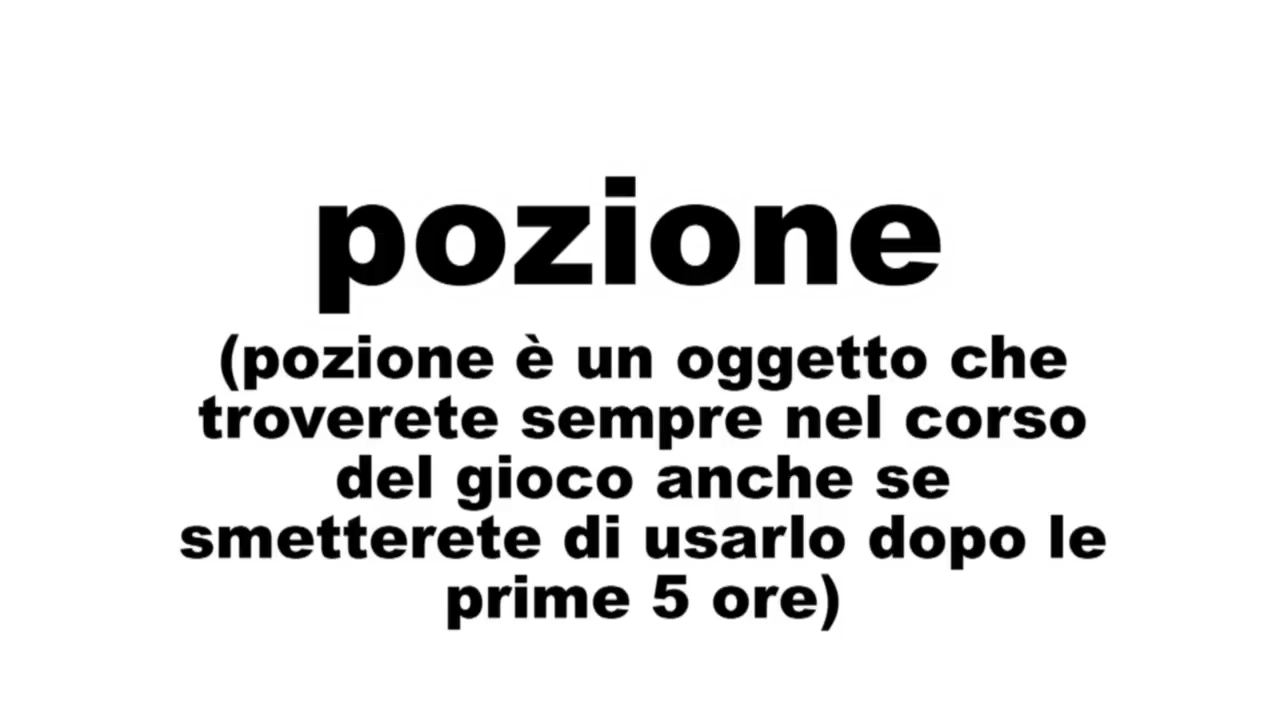 pozione
(pozione è un oggetto che
troverete sempre nel corso
del gioco anche se
smetterete di usarlo dopo le
prime 5 ore)